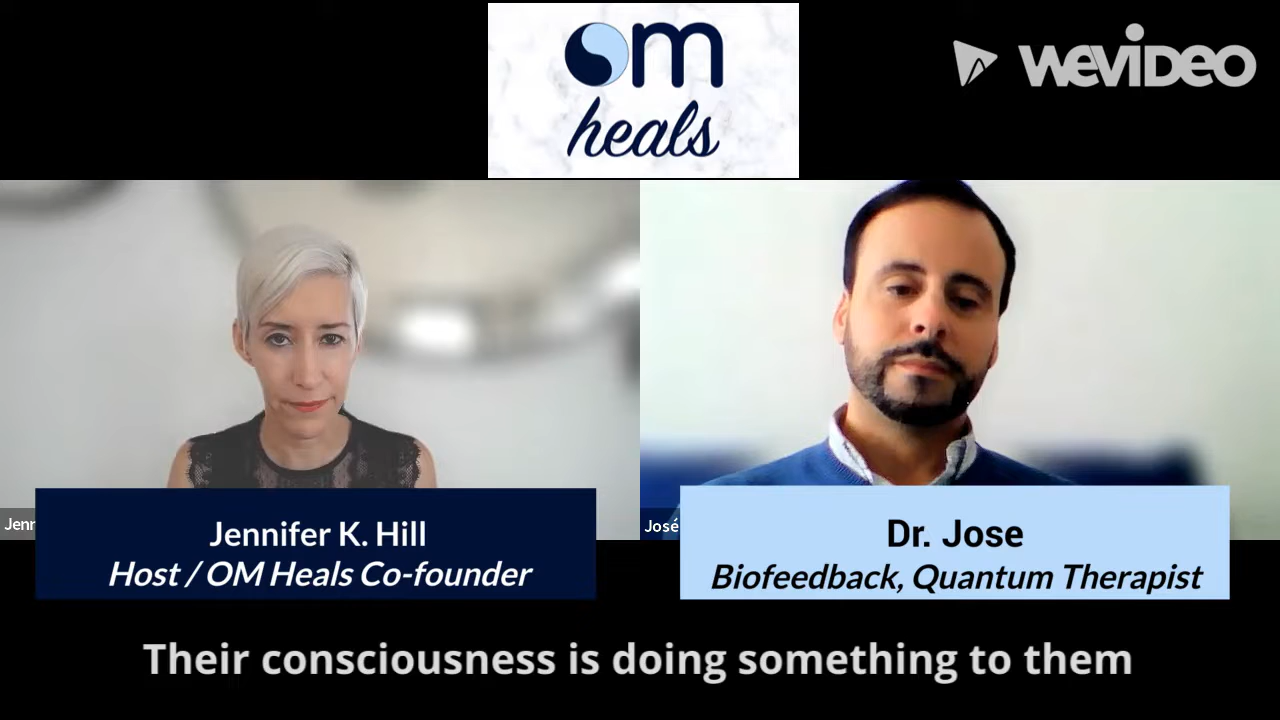 om
heals
WEVIDEO
Jenn
Jennifer K. Hill
Host / OM Heals Co-founder
José
Dr. Jose
Biofeedback, Quantum Therapist
Their consciousness is doing something to them